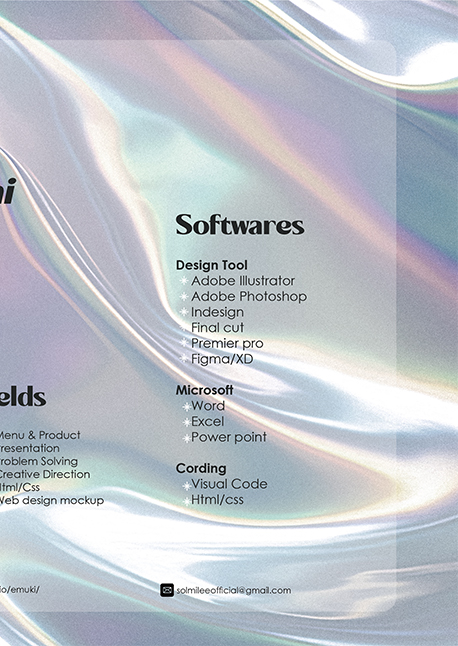 ni
Softwares
Design Tool
Adobe Illustrator
Adobe Photoshop
Indesign
Final cut
Premier pro
Figma/XD
elds
Microsoft
Word
Excel
Power point
Menu & Product
resentation
roblem Solving
Creative Direction
Html/Css
Web design mockup
Cording
Visual Code
Html/css
io/emuki/
solmileeofficial@gmail.com